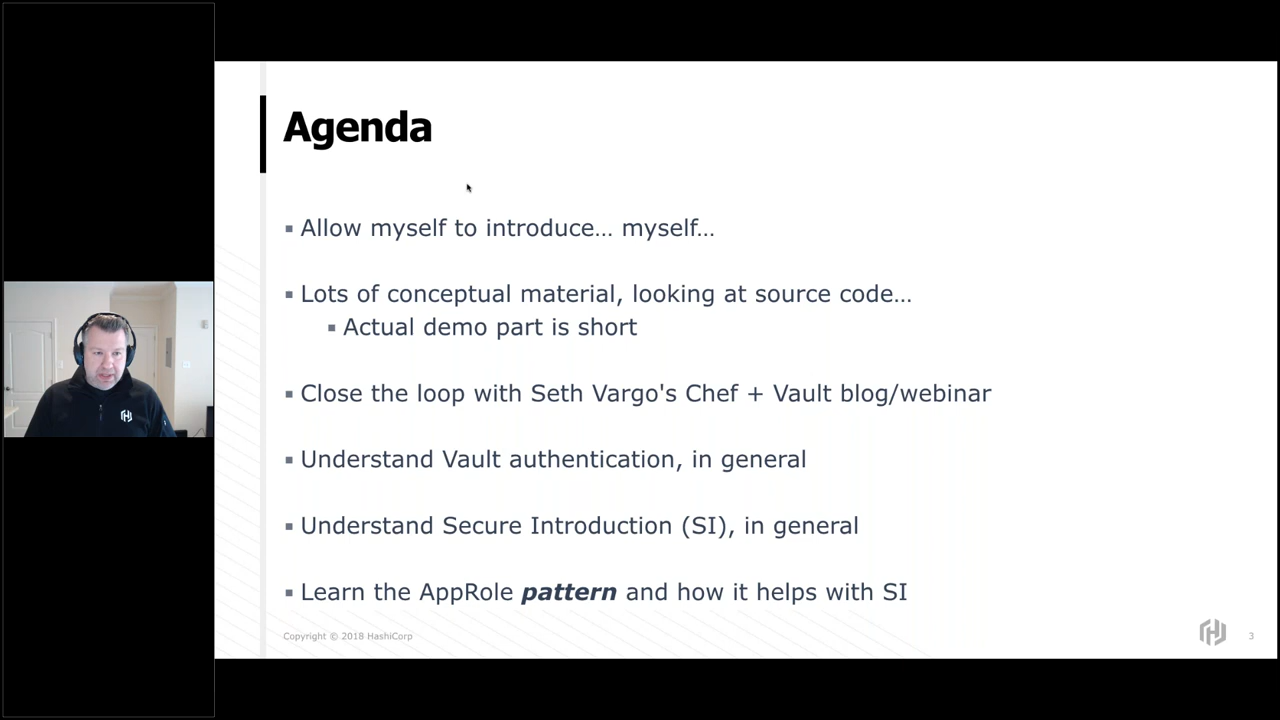 Agenda
▪ Allow myself to introduce… myself…
▪ Lots of conceptual material, looking at source code…
▪ Actual demo part is short
▪ Close the loop with Seth Vargo's Chef + Vault blog/webinar
▪ Understand Vault authentication, in general
▪ Understand Secure Introduction (SI), in general
▪ Learn the AppRole pattern and how it helps with SI
Copyright © 2018 HashiCorp
3